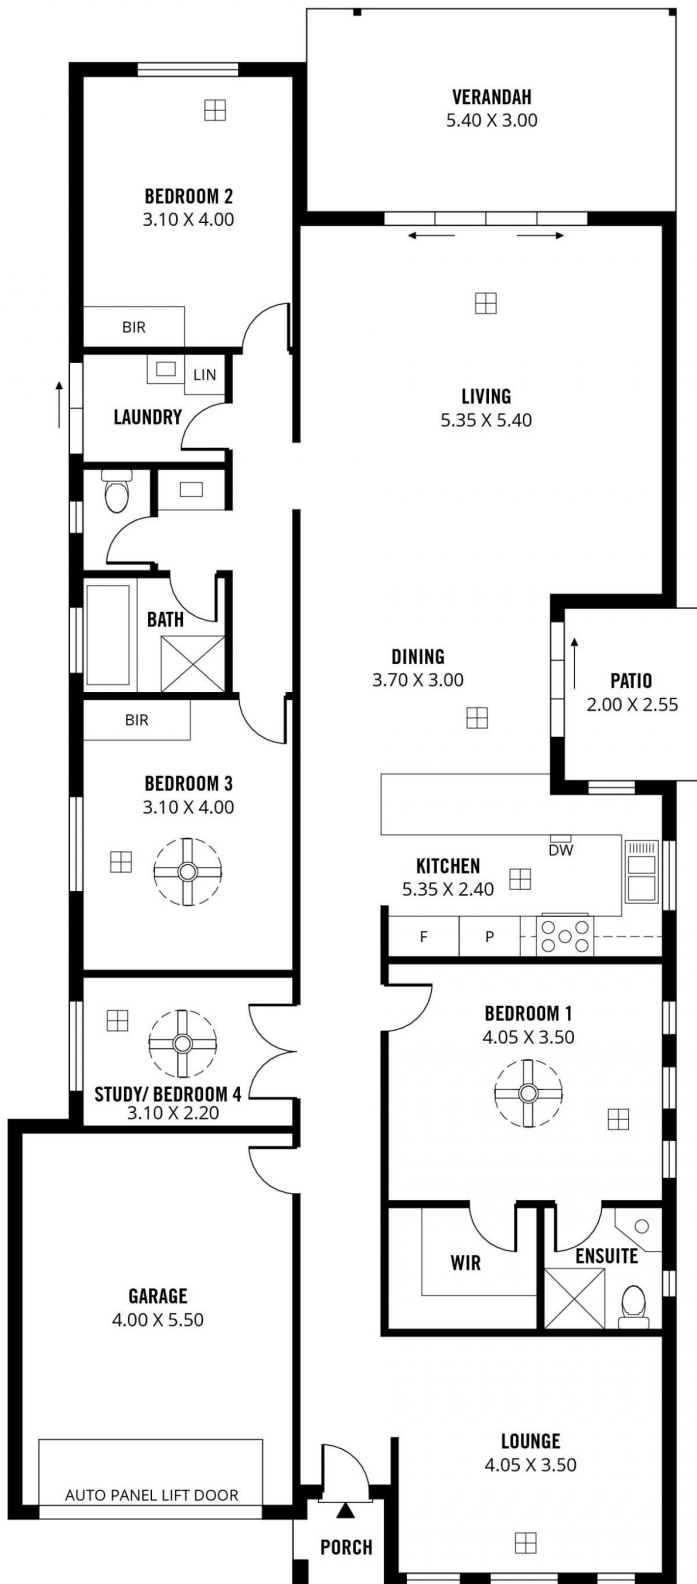 VERANDAH
5.40 X 3.00
BEDROOM 2
3.10 X 4.00
BIR
LIN
LAUNDRY
LIVING
5.35 X 5.40
BATH
DINING
3.70 X 3.00
PATIO
2.00 X 2.55
BIR
BEDROOM 3
3.10 X 4.00
DW
KITCHEN
5.35 X 2.40
F
P
BEDROOM 1
4.05 X 3.50
STUDY/ BEDROOM 4
3.10 X 2.20
WIR
ENSUITE
GARAGE
4.00 X 5.50
LOUNGE
4.05 X 3.50
AUTO PANEL LIFT DOOR
PORCH